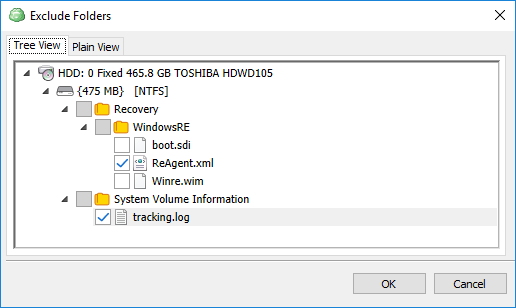 Exclude Folders
Tree View Plain View
HDD: 0 Fixed 465.8 GB TOSHIBA HDWD105
{475 MB} [NTFS]
Recovery
WindowsRE
boot.sdi
ReAgent.xml
Winre.wim
System Volume Information
tracking.log
OK Cancel